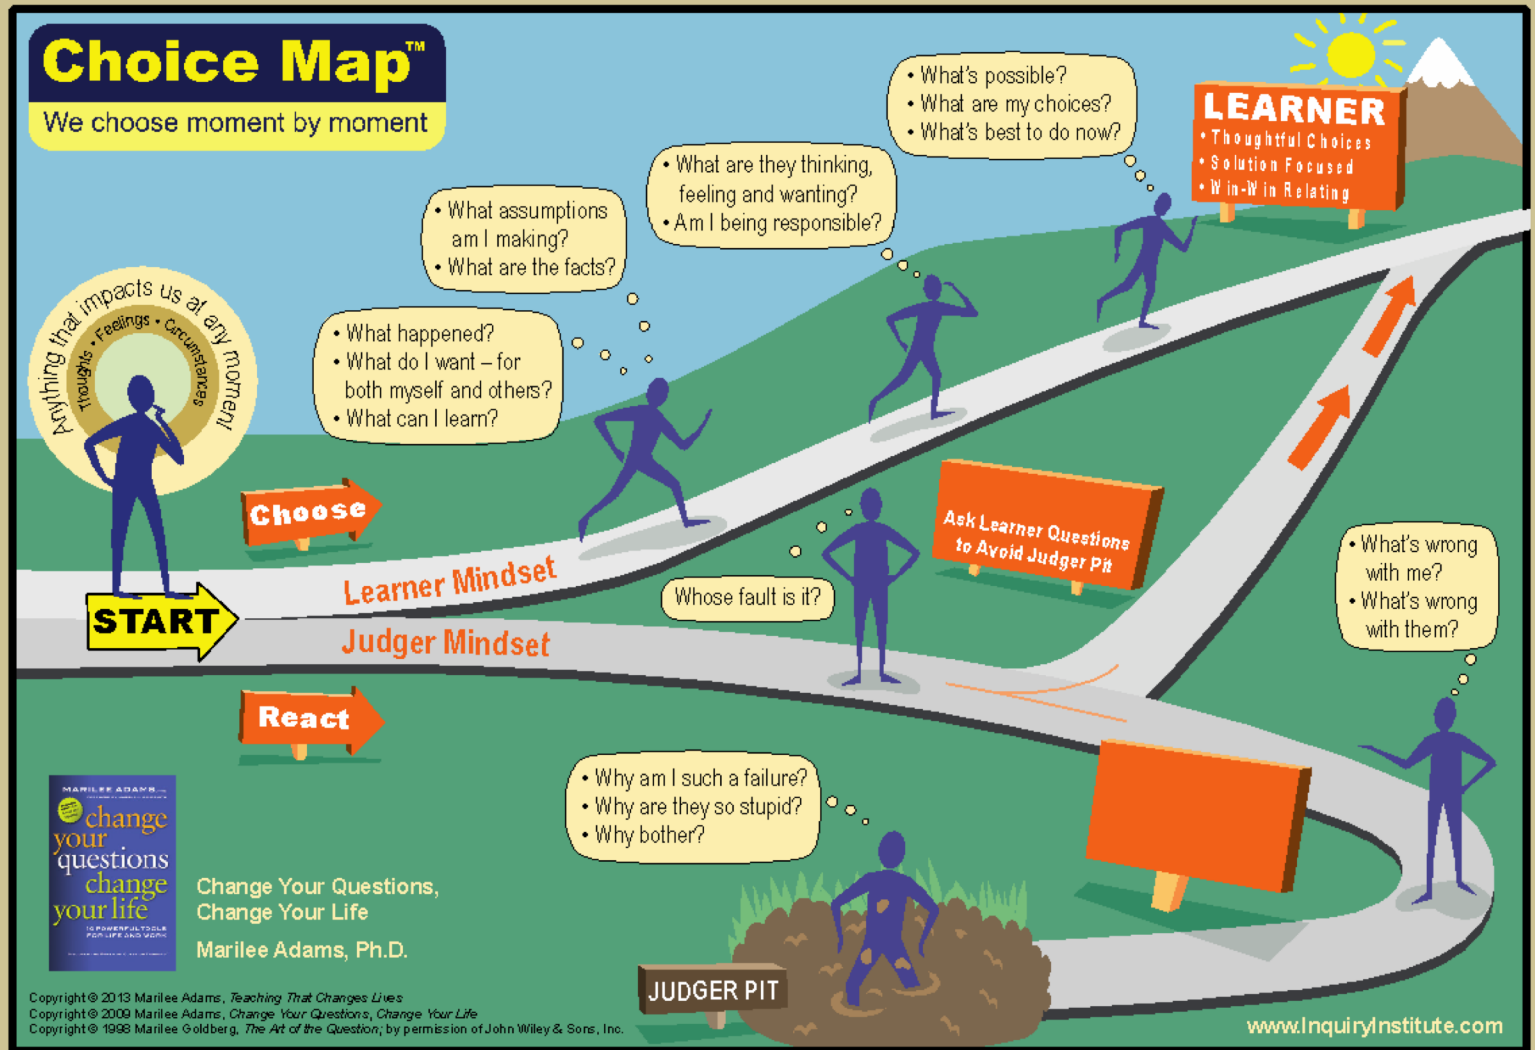 Choice Map™
We choose moment by moment
• What's possible?
• What are my choices?
• What's best to do now?
LEARNER
• Thoughtful Choices
• Solution Focused
• Win-Win Relating
• What are they thinking,
feeling and wanting?
• Am I being responsible?
• What assumptions
am I making?
• What are the facts?
• What happened?
• What do I want – for
both myself and others?
• What can I learn?
Anything that impacts us at any moment
Thoughts • Feelings • Circumstances
Choose
START
Learner Mindset
Judger Mindset
React
Whose fault is it?
Ask Learner Questions
to Avoid Judger Pit
• What's wrong
with me?
• What's wrong
with them?
• Why am I such a failure?
• Why are they so stupid?
• Why bother?
JUDGER PIT
MARILEE ADAMS
change
your
questions
change
your life
10 POWERFUL TOOLS
FOR LIFE AND WORK
Change Your Questions,
Change Your Life
Marilee Adams, Ph.D.
Copyright © 2013 Marilee Adams, Teaching That Changes Lives
Copyright © 2009 Marilee Adams, Change Your Questions, Change Your Life
Copyright © 1998 Marilee Goldberg, The Art of the Question; by permission of John Wiley & Sons, Inc.
www.InquiryInstitute.com